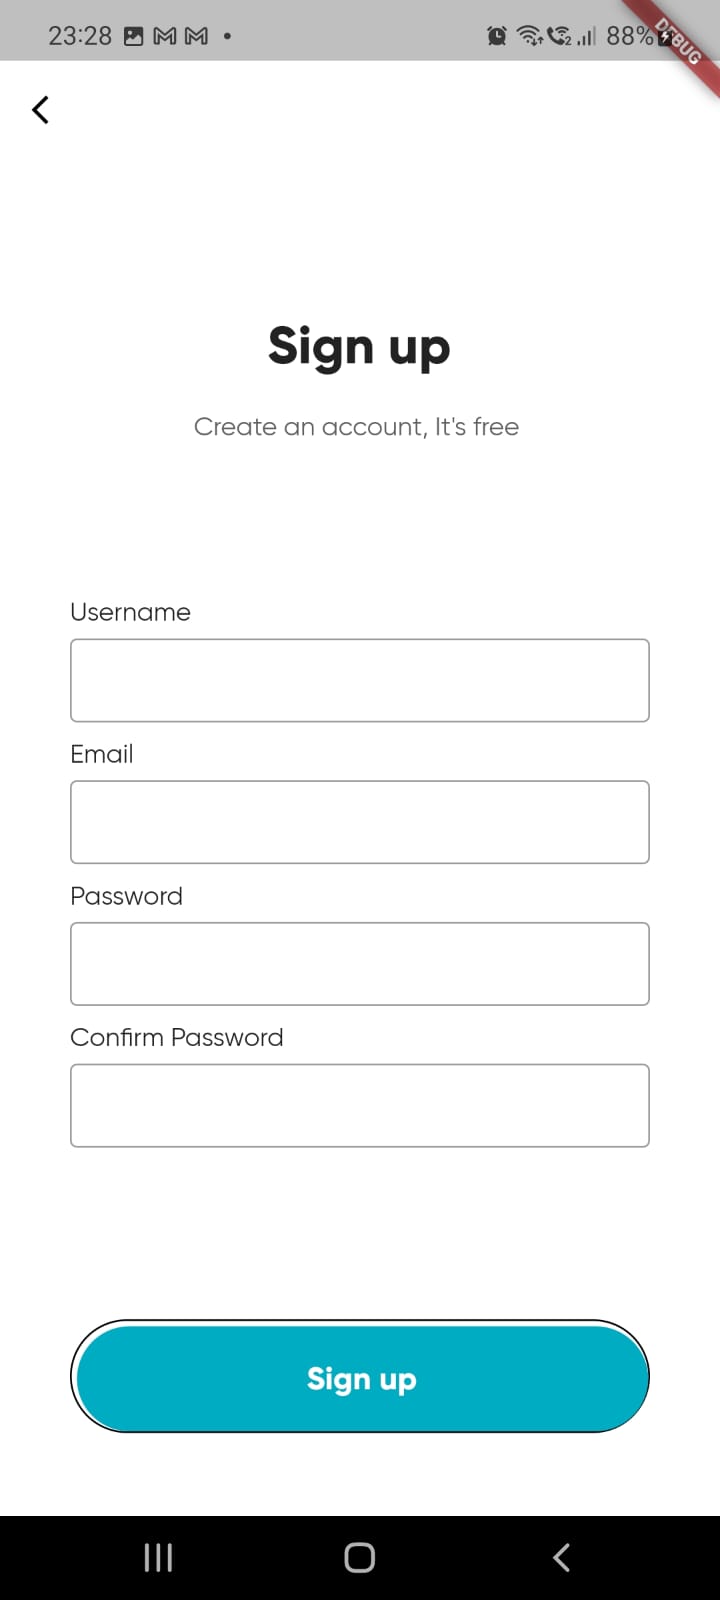 23:28
88%
DEBUG
Sign up
Create an account, It's free
Username
Email
Password
Confirm Password
Sign up